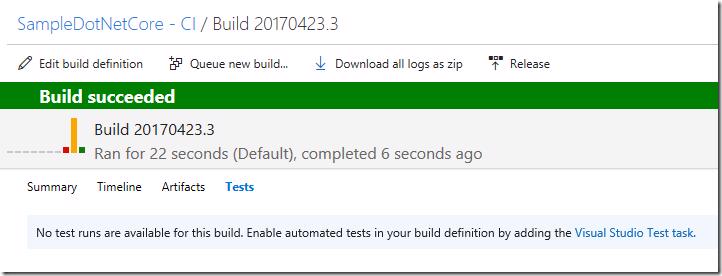 SampleDotNetCore - CI / Build 20170423.3
Edit build definition Queue new build... Download all logs as zip Release
Build succeeded
Build 20170423.3
Ran for 22 seconds (Default), completed 6 seconds ago
Summary Timeline Artifacts Tests
No test runs are available for this build. Enable automated tests in your build definition by adding the Visual Studio Test task.